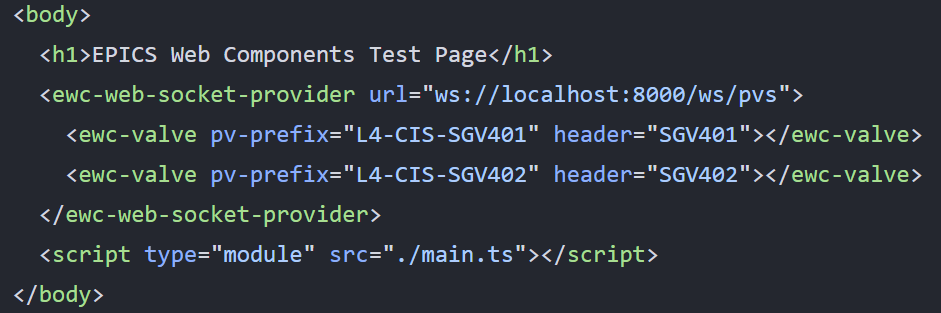 <body>
<h1>EPICS Web Components Test Page</h1>
<ewc-web-socket-provider url="ws://localhost:8000/ws/pvs">
<ewc-valve pv-prefix="L4-CIS-SGV401" header="SGV401"></ewc-valve>
<ewc-valve pv-prefix="L4-CIS-SGV402" header="SGV402"></ewc-valve>
</ewc-web-socket-provider>
<script type="module" src="./main.ts"></script>
</body>